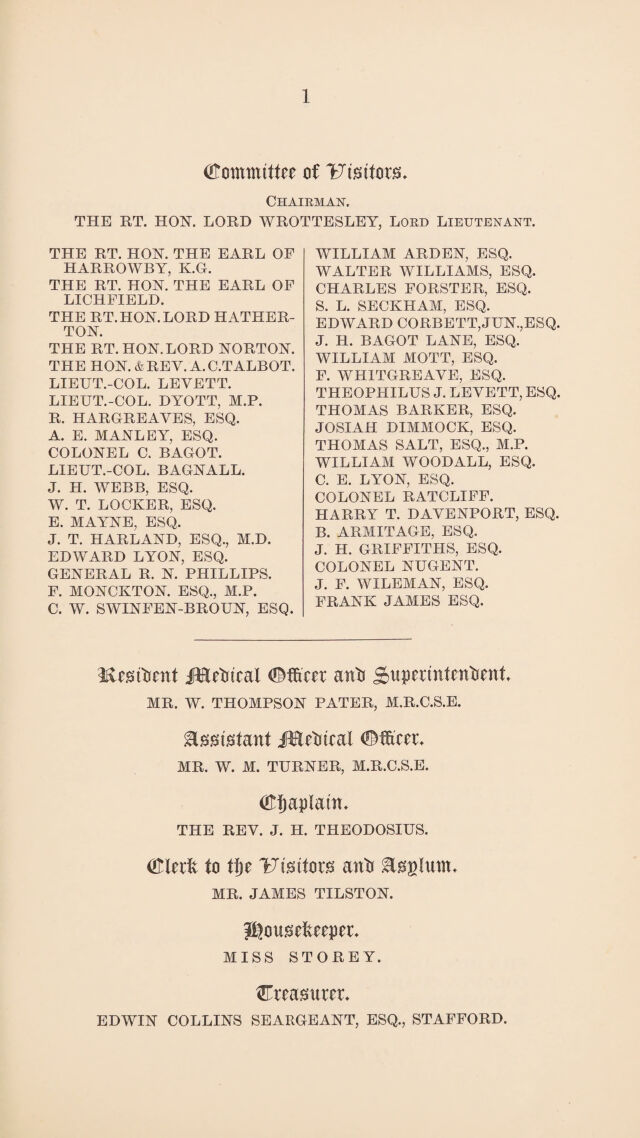 1
Committee of Visitors.
CHAIRMAN.
THE RT. HON. LORD WROTTESLEY, LORD LIEUTENANT.
THE RT. HON. THE EARL OF
HARROWBY, K.G.
THE RT. HON. THE EARL OF
LICHFIELD.
THE RT. HON. LORD HATHER-
TON.
THE RT. HON. LORD NORTON.
THE HON. & REV. A. C. TALBOT.
LIEUT.-COL. LEVETT.
LIEUT.-COL. DYOTT, M.P.
R. HARGREAVES, ESQ.
A. E. MANLEY, ESQ.
COLONEL C. BAGOT.
LIEUT.-COL. BAGNALL.
J. H. WEBB, ESQ.
W. T. LOCKER, ESQ.
E. MAYNE, ESQ.
J. T. HARLAND, ESQ., M.D.
EDWARD LYON, ESQ.
GENERAL R. N. PHILLIPS.
F. MONCKTON. ESQ., M.P.
C. W. SWINFEN-BROUN, ESQ.
WILLIAM ARDEN, ESQ.
WALTER WILLIAMS, ESQ.
CHARLES FORSTER, ESQ.
S. L. SECKHAM, ESQ.
EDWARD CORBETT, JUN., ESQ.
J. H. BAGOT LANE, ESQ.
WILLIAM MOTT, ESQ.
F. WHITGREAVE, ESQ.
THEOPHILUS J. LEVETT, ESQ.
THOMAS BARKER, ESQ.
JOSIAH DIMMOCK, ESQ.
THOMAS SALT, ESQ., M.P.
WILLIAM WOODALL, ESQ.
C. E. LYON, ESQ.
COLONEL RATCLIFF.
HARRY T. DAVENPORT, ESQ.
B. ARMITAGE, ESQ.
J. H. GRIFFITHS, ESQ.
COLONEL NUGENT.
J. F. WILEMAN, ESQ.
FRANK JAMES ESQ.
Resident Medical Officer and Superintendent.
MR. W. THOMPSON PATER, M.R.C.S.E.
Assistant Medical Officer.
MR. W. M. TURNER, M.R.C.S.E.
Chaplain.
THE REV. J. H. THEODOSIUS.
Clerk to the Visitors and Asylum.
MR. JAMES TILSTON.
Housekeeper.
MISS STOREY.
Treasurer.
EDWIN COLLINS SEARGEANT, ESQ., STAFFORD.